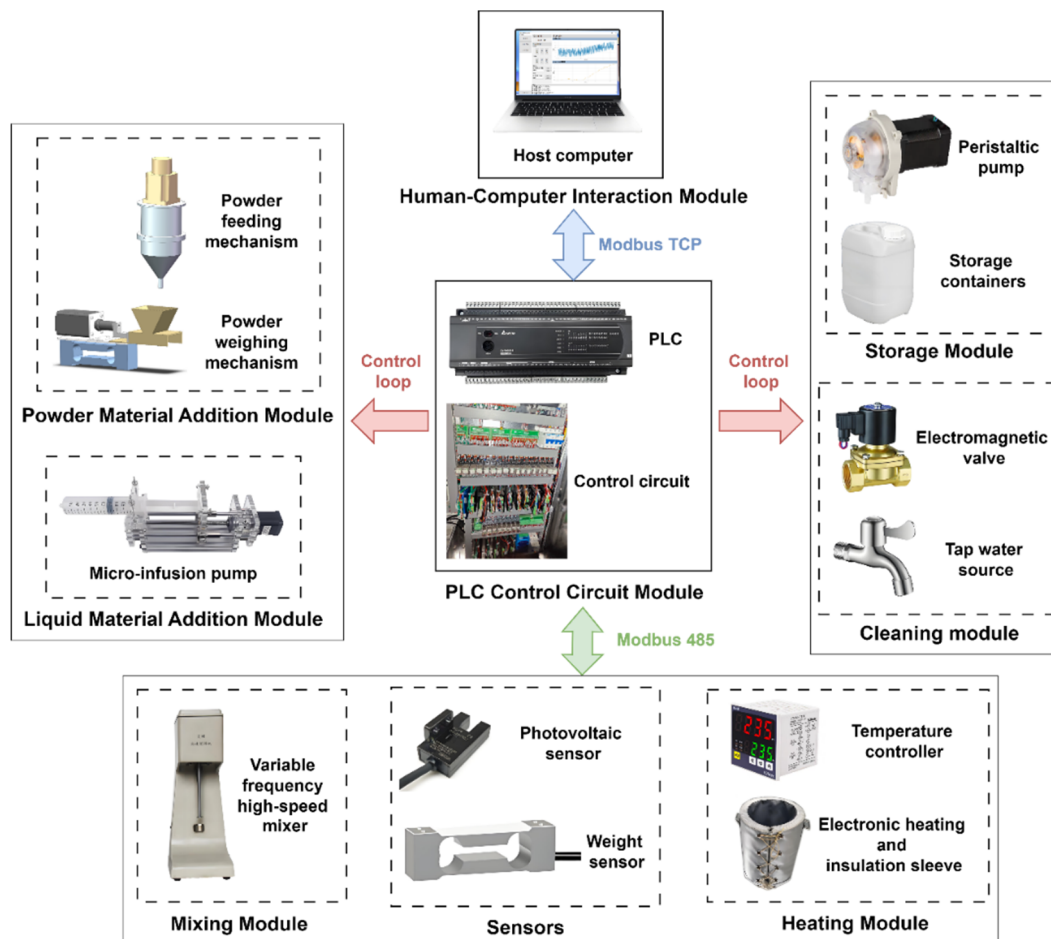 Host computer
Human-Computer Interaction Module
Modbus TCP
Powder
feeding
mechanism
Powder
weighing
mechanism
Powder Material Addition Module
Micro-infusion pump
Liquid Material Addition Module
Control
loop
PLC
Control circuit
PLC Control Circuit Module
Control
loop
Peristaltic
pump
Storage
containers
Storage Module
Electromagnetic
valve
Tap water
source
Cleaning module
Modbus 485
Variable
frequency
high-speed
mixer
Mixing Module
Photovoltaic
sensor
Weight
sensor
Sensors
235
235
Temperature
controller
Electronic heating
and
insulation sleeve
Heating Module